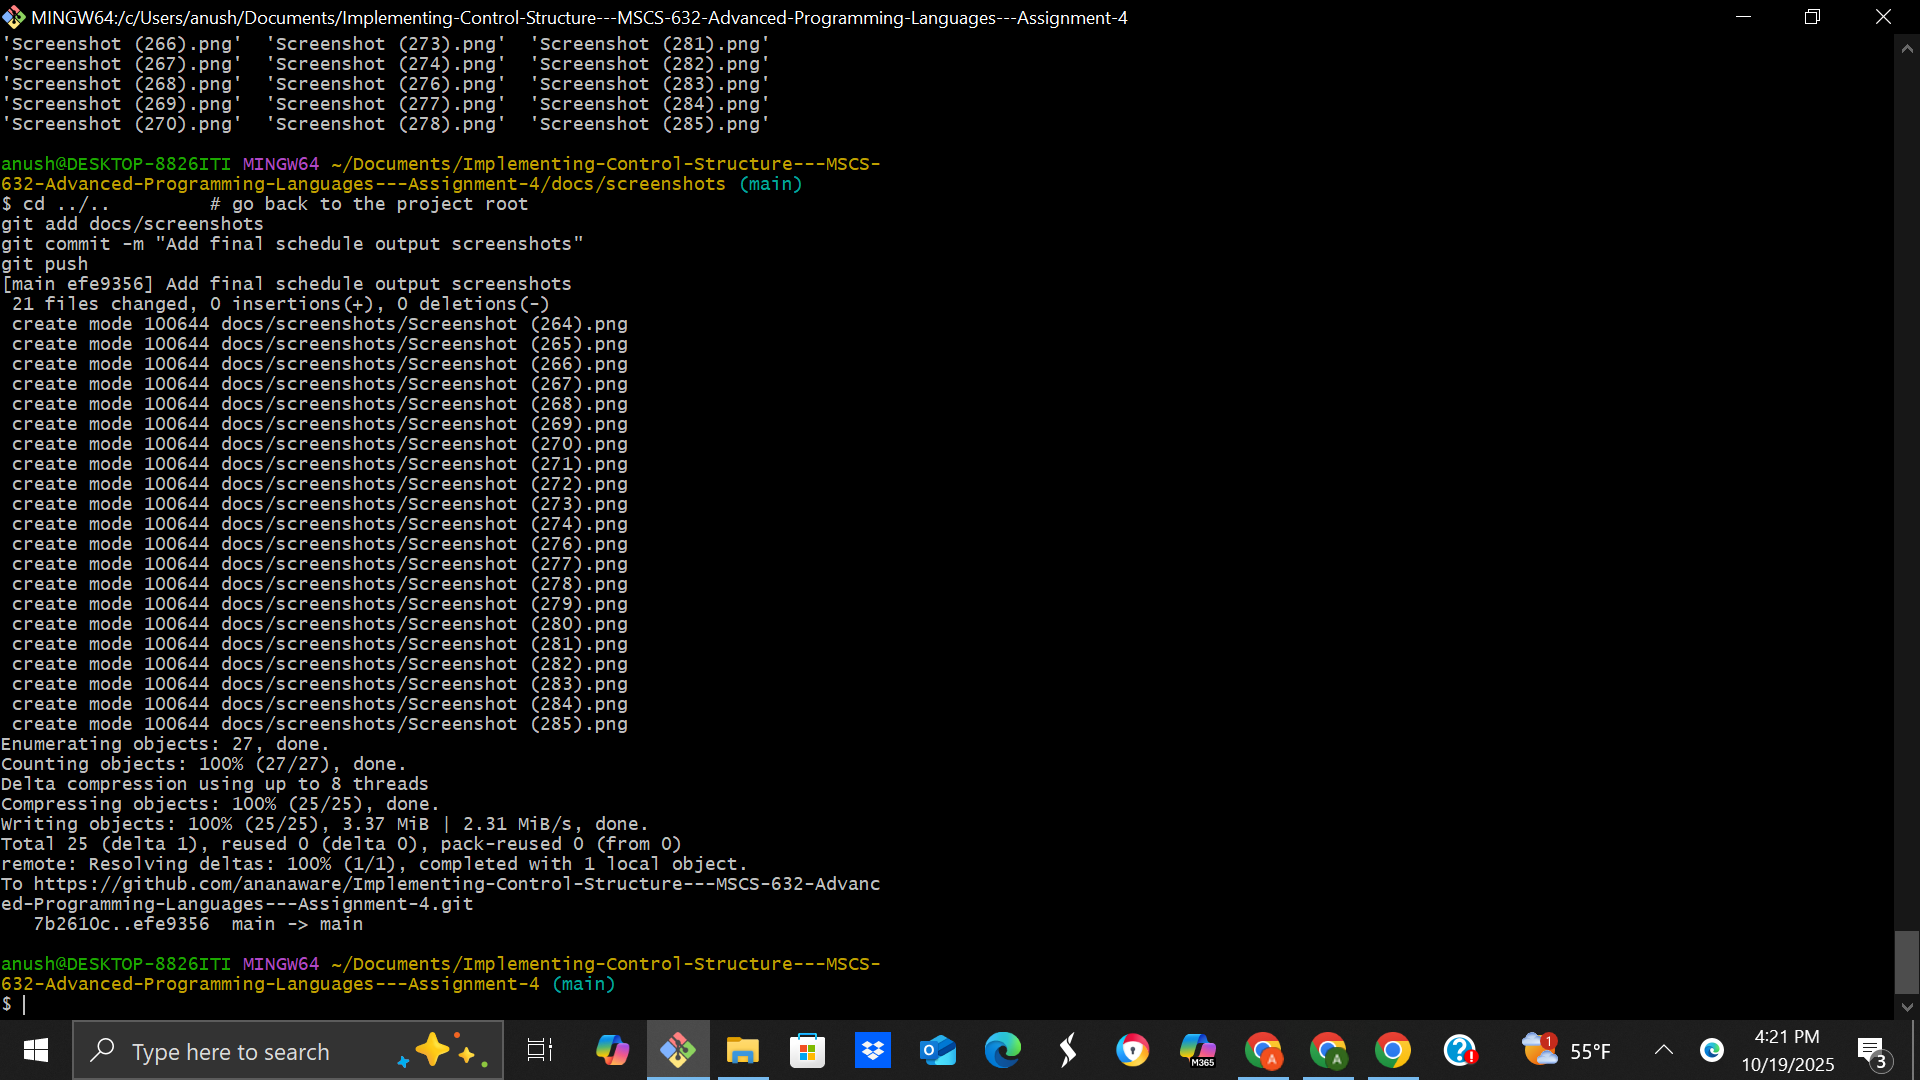 MINGW64:/c/Users/anush/Documents/Implementing-Control-Structure---MSCS-632-Advanced-Programming-Languages---Assignment-4
'Screenshot (266).png'  'Screenshot (273).png'  'Screenshot (281).png'
'Screenshot (267).png'  'Screenshot (274).png'  'Screenshot (282).png'
'Screenshot (268).png'  'Screenshot (276).png'  'Screenshot (283).png'
'Screenshot (269).png'  'Screenshot (277).png'  'Screenshot (284).png'
'Screenshot (270).png'  'Screenshot (278).png'  'Screenshot (285).png'
anush@DESKTOP-8826ITI MINGW64 ~/Documents/Implementing-Control-Structure---MSCS-
632-Advanced-Programming-Languages---Assignment-4/docs/screenshots (main)
$ cd ../..         # go back to the project root
git add docs/screenshots
git commit -m "Add final schedule output screenshots"
git push
[main efe9356] Add final schedule output screenshots
 21 files changed, 0 insertions(+), 0 deletions(-)
 create mode 100644 docs/screenshots/Screenshot (264).png
 create mode 100644 docs/screenshots/Screenshot (265).png
 create mode 100644 docs/screenshots/Screenshot (266).png
 create mode 100644 docs/screenshots/Screenshot (267).png
 create mode 100644 docs/screenshots/Screenshot (268).png
 create mode 100644 docs/screenshots/Screenshot (269).png
 create mode 100644 docs/screenshots/Screenshot (270).png
 create mode 100644 docs/screenshots/Screenshot (271).png
 create mode 100644 docs/screenshots/Screenshot (272).png
 create mode 100644 docs/screenshots/Screenshot (273).png
 create mode 100644 docs/screenshots/Screenshot (274).png
 create mode 100644 docs/screenshots/Screenshot (276).png
 create mode 100644 docs/screenshots/Screenshot (277).png
 create mode 100644 docs/screenshots/Screenshot (278).png
 create mode 100644 docs/screenshots/Screenshot (279).png
 create mode 100644 docs/screenshots/Screenshot (280).png
 create mode 100644 docs/screenshots/Screenshot (281).png
 create mode 100644 docs/screenshots/Screenshot (282).png
 create mode 100644 docs/screenshots/Screenshot (283).png
 create mode 100644 docs/screenshots/Screenshot (284).png
 create mode 100644 docs/screenshots/Screenshot (285).png
Enumerating objects: 27, done.
Counting objects: 100% (27/27), done.
Delta compression using up to 8 threads
Compressing objects: 100% (25/25), done.
Writing objects: 100% (25/25), 3.37 MiB | 2.31 MiB/s, done.
Total 25 (delta 1), reused 0 (delta 0), pack-reused 0 (from 0)
remote: Resolving deltas: 100% (1/1), completed with 1 local object.
To https://github.com/ananaware/Implementing-Control-Structure---MSCS-632-Advanc
ed-Programming-Languages---Assignment-4.git
   7b2610c..efe9356  main -> main
anush@DESKTOP-8826ITI MINGW64 ~/Documents/Implementing-Control-Structure---MSCS-
632-Advanced-Programming-Languages---Assignment-4 (main)
$
Type here to search
M365
A
A
1
55°F
4:21 PM
10/19/2025
3